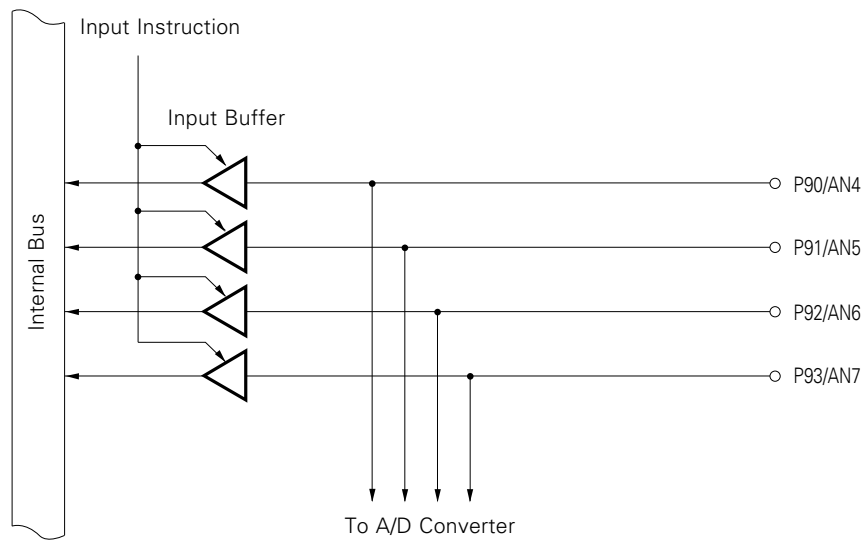 Input Instruction
Input Buffer
P90/AN4
P91/AN5
Internal Bus
P92/AN6
P93/AN7
To A/D Converter